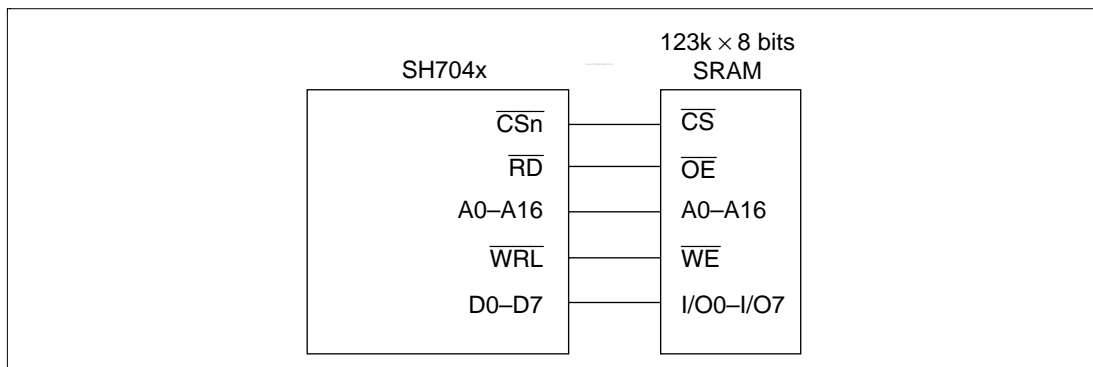 123k × 8 bits
SH704x SRAM
CSn CS
RD OE
A0–A16 A0–A16
WRL WE
D0–D7 I/O0–I/O7